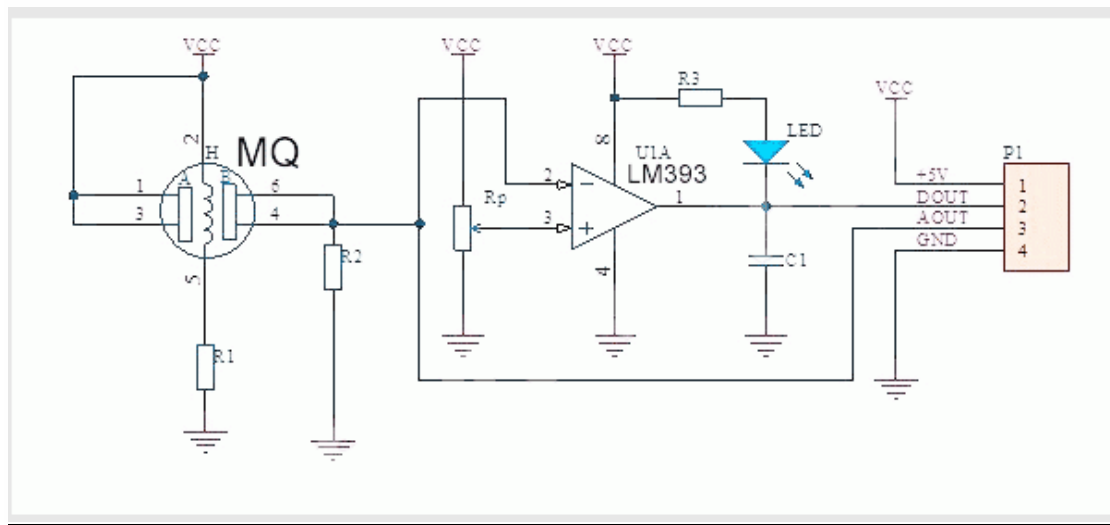 VCC
VCC
VCC
R3
VCC
LED
2
8
H
MQ
U1A
LM393
P1
1
A
B
6
2
−
+5V
1
3
4
Rp
3
+
1
DOUT
2
AOUT
3
GND
4
R2
4
C1
5
R1